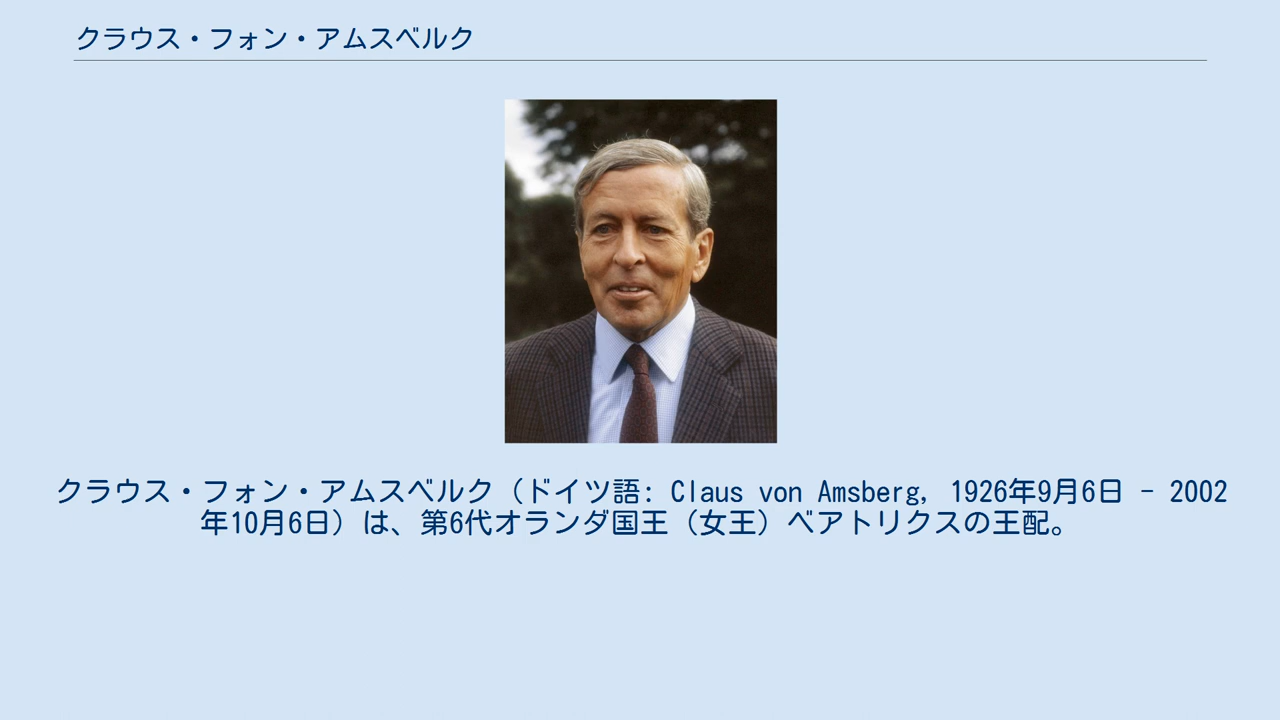 クラウス・フォン・アムスベルク
クラウス・フォン・アムスベルク（ドイツ語: Claus von Amsberg, 1926年9月6日 - 2002
年10月6日）は、第6代オランダ国王（女王）ベアトリクスの王配。